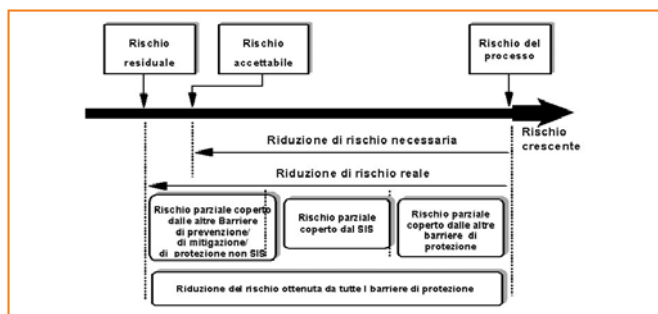 Rischio
residuale
Rischio
accettabile
Rischio del
processo
Rischio
crescente
Riduzione di rischio necessaria
Riduzione di rischio reale
Rischio parziale coperto
dalle altre Barriere
di prevenzione/
di mitigazione/
di protezione non SIS
Rischio parziale
coperto dal SIS
Rischio parziale
coperto dalle altre
barriere di
protezione
Riduzione del rischio ottenuta da tutte l barriere di protezione